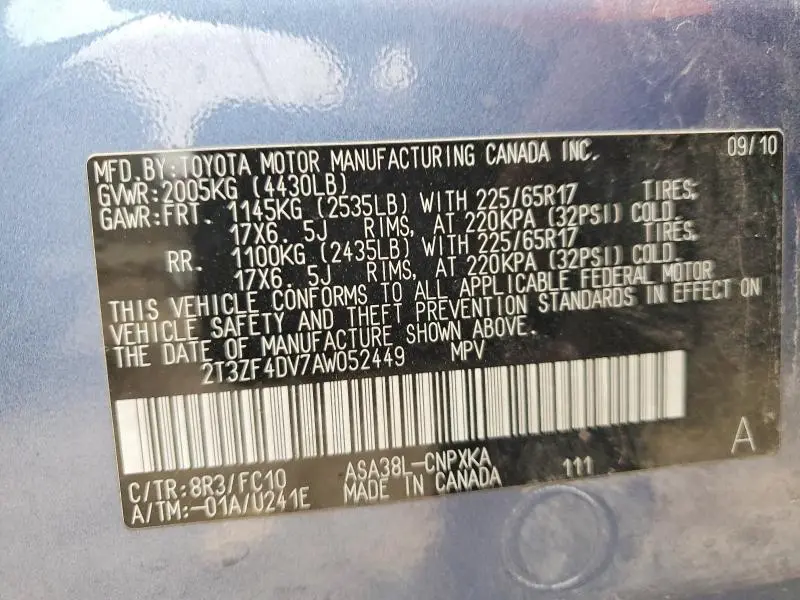 MFD.BY:TOYOTA MOTOR MANUFACTURING CANADA INC. 09/10
GVWR:2005KG (4430LB)
GAWR:FRT. 1145KG (2535LB) WITH 225/65R17 TIRES,
17X6. 5J RIMS, AT 220KPA (32PSI) COLD.
RR. 1100KG (2435LB) WITH 225/65R17 TIRES,
17X6. 5J RIMS, AT 220KPA (32PSI) COLD.
THIS VEHICLE CONFORMS TO ALL APPLICABLE FEDERAL MOTOR
VEHICLE SAFETY AND THEFT PREVENTION STANDARDS IN EFFECT ON
THE DATE OF MANUFACTURE SHOWN ABOVE.
2T3ZF4DV7AW052449 MPV
A
C/TR:8R3/FC10 ASA38L-CNPXKA 111
A/TM:-01A/U241E MADE IN CANADA